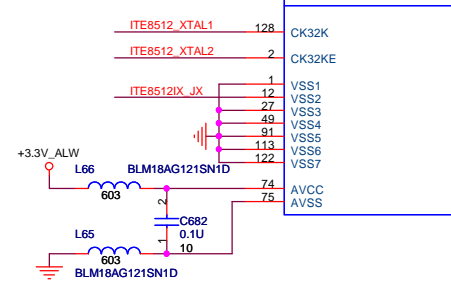 ITE8512_XTAL1 128 CK32K
ITE8512_XTAL2 2 CK32KE
1 VSS1
ITE8512IX_JX 12 VSS2
27 VSS3
49 VSS4
91 VSS5
113 VSS6
122 VSS7
+3.3V_ALW
L66 BLM18AG121SN1D
603
74 AVCC
75 AVSS
2 C682
0.1U
1 10
L65
603
BLM18AG121SN1D